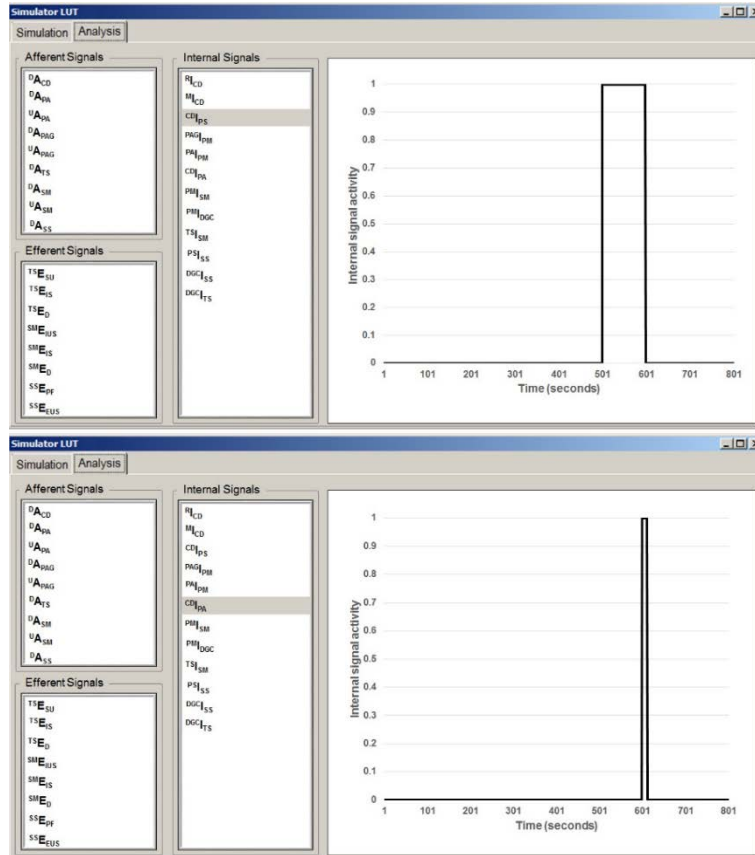 Simulator LUT
Simulation Analysis
Afferent Signals
DACD
DAPA
UAPA
DAPAG
UAPAG
DATS
DASM
UASM
DASS
Efferent Signals
TSESU
TSEIS
TSED
SMEIUS
SMEIS
SMED
SSEPF
SSEEUS
Internal Signals
RICD
MICD
CDIPS
PAGIPM
PAIPM
CDIPA
PMISM
PMIDGC
TSISM
PSISS
DGCISS
DGCITS
Internal signal activity
1
0.9
0.8
0.7
0.6
0.5
0.4
0.3
0.2
0.1
0
1 101 201 301 401 501 601 701 801
Time (seconds)
Simulator LUT
Simulation Analysis
Afferent Signals
DACD
DAPA
UAPA
DAPAG
UAPAG
DATS
DASM
UASM
DASS
Efferent Signals
TSESU
TSEIS
TSED
SMEIUS
SMEIS
SMED
SSEPF
SSEEUS
Internal Signals
RICD
MICD
CDIPS
PAGIPM
PAIPM
CDIPA
PMISM
PMIDGC
TSISM
PSISS
DGCISS
DGCITS
Internal signal activity
1
0.9
0.8
0.7
0.6
0.5
0.4
0.3
0.2
0.1
0
1 101 201 301 401 501 601 701 801
Time (seconds)